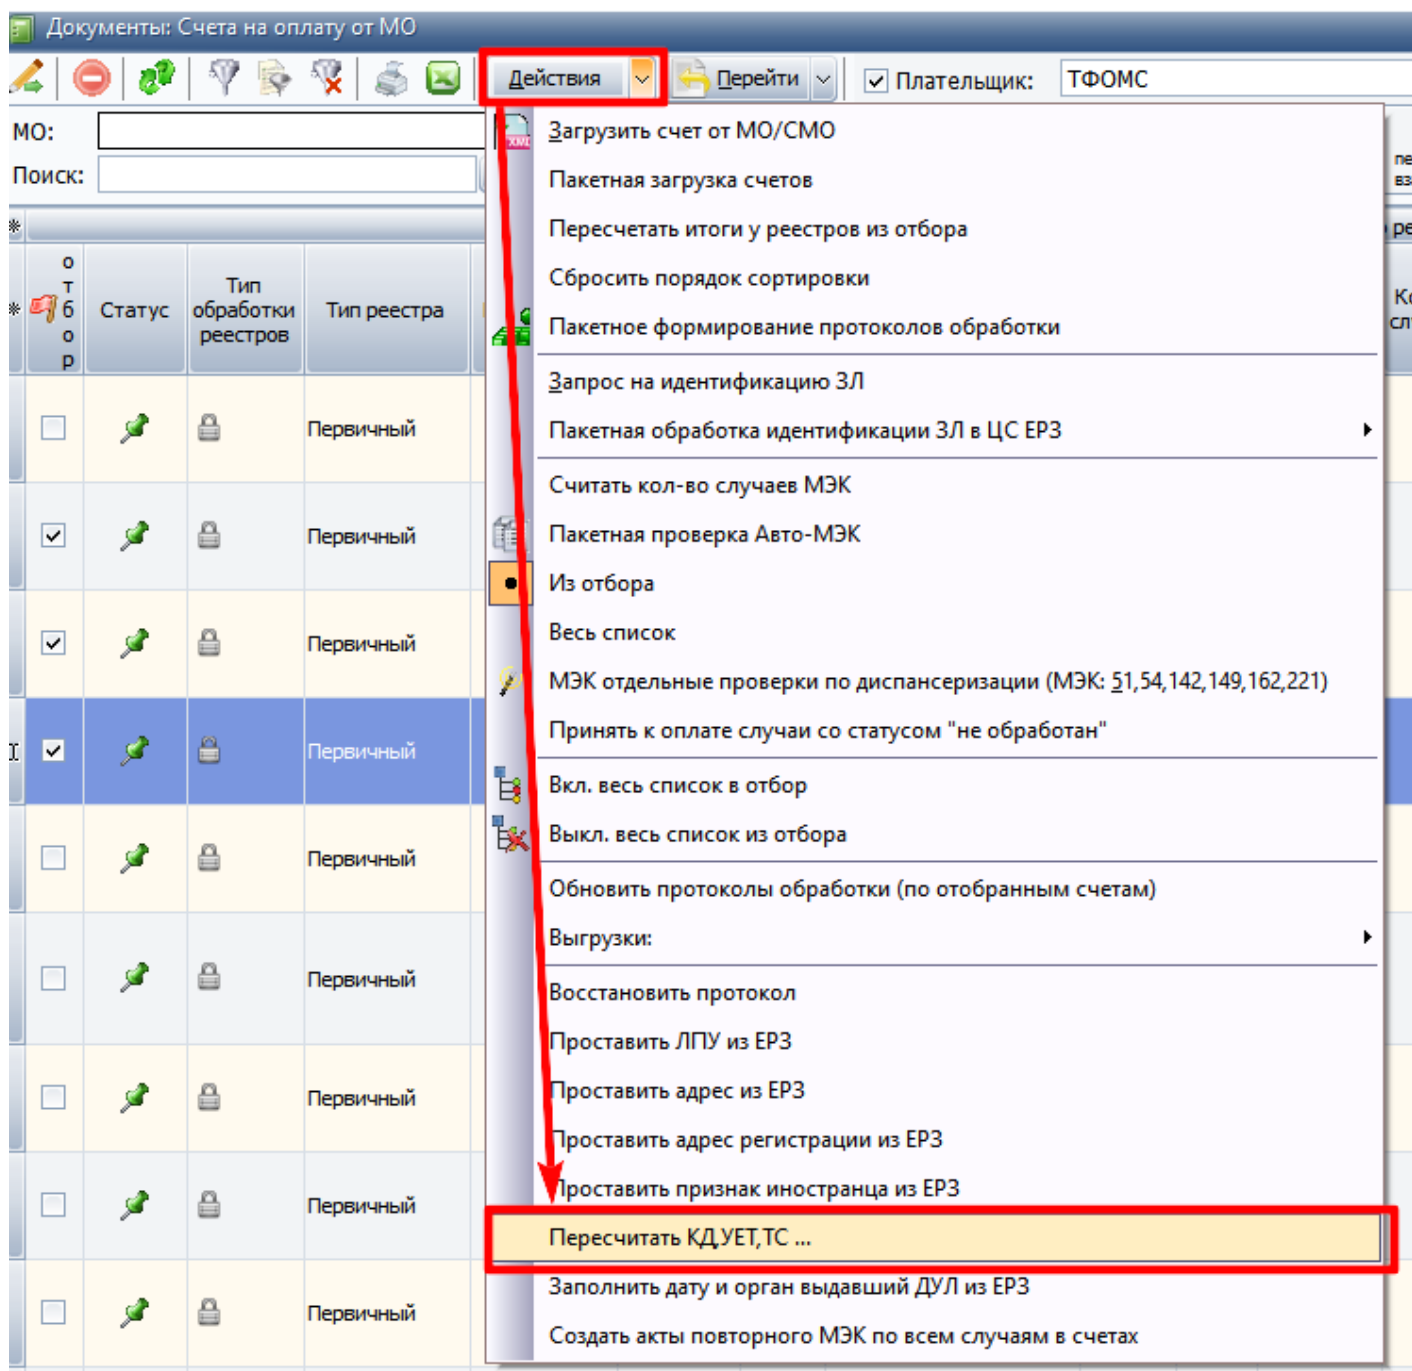 Документы: Счета на оплату от МО
Действия
Перейти
Плательщик:
ТФОМС
МО:
Поиск:
отбор
Статус
Тип обработки реестров
Тип реестра
Загрузить счет от МО/СМО
Пакетная загрузка счетов
Пересчетать итоги у реестров из отбора
Сбросить порядок сортировки
Пакетное формирование протоколов обработки
Запрос на идентификацию ЗЛ
Пакетная обработка идентификации ЗЛ в ЦС ЕРЗ
Считать кол-во случаев МЭК
Пакетная проверка Авто-МЭК
Из отбора
Весь список
МЭК отдельные проверки по диспансеризации (МЭК: 51,54,142,149,162,221)
Принять к оплате случаи со статусом "не обработан"
Вкл. весь список в отбор
Выкл. весь список из отбора
Обновить протоколы обработки (по отобранным счетам)
Выгрузки:
Восстановить протокол
Проставить ЛПУ из ЕРЗ
Проставить адрес из ЕРЗ
Проставить адрес регистрации из ЕРЗ
Проставить признак иностранца из ЕРЗ
Пересчитать КД,УЕТ,ТС ...
Заполнить дату и орган выдавший ДУЛ из ЕРЗ
Создать акты повторного МЭК по всем случаям в счетах
Первичный
Первичный
Первичный
Первичный
Первичный
Первичный
Первичный
Первичный
Первичный